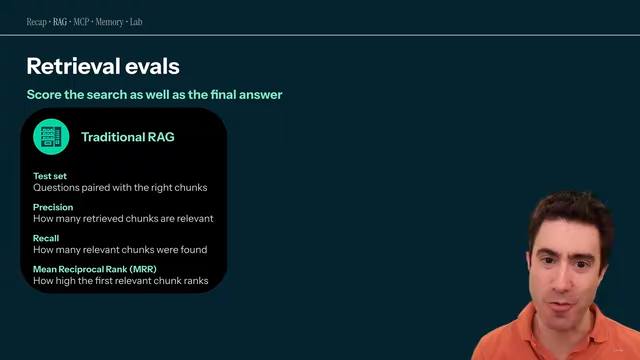 Recap • RAG • MCP • Memory • Lab
Retrieval evals
Score the search as well as the final answer
Traditional RAG
Test set
Questions paired with the right chunks
Precision
How many retrieved chunks are relevant
Recall
How many relevant chunks were found
Mean Reciprocal Rank (MRR)
How high the first relevant chunk ranks